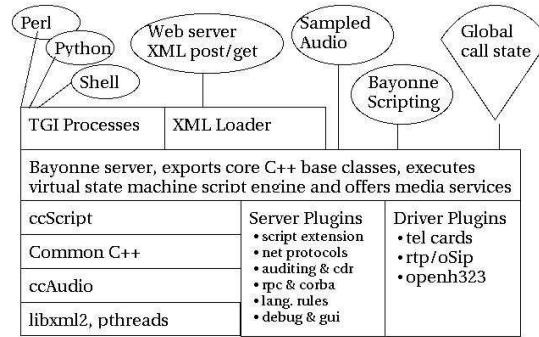 Perl
Python
Shell
Web server
XML post/get
Sampled
Audio
Bayonne
Scripting
Global
call state
TGI Processes
XML Loader
Bayonne server, exports core C++ base classes, executes
virtual state machine script engine and offers media services
ccScript
Common C++
ccAudio
libxml2, pthreads
Server Plugins
• script extension
• net protocols
• auditing & cdr
• rpc & corba
• lang. rules
• debug & gui
Driver Plugins
• tel cards
• rtp/oSip
• openh323